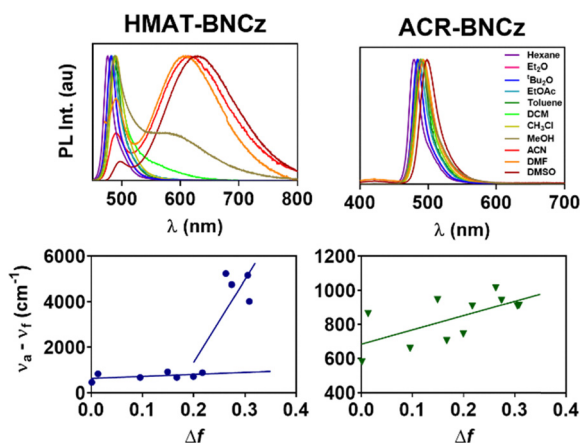 HMAT-BNCz
ACR-BNCz
PL Int. (au)
500 600 700 800
λ (nm)
Hexane
Et₂O
ᵗBu₂O
EtOAc
Toluene
DCM
CH₃Cl
MeOH
ACN
DMF
DMSO
400 500 600 700
λ (nm)
νa - νf (cm⁻¹)
6000
4000
2000
0
0.0 0.1 0.2 0.3 0.4
Δf
1200
1000
800
600
400
0.0 0.1 0.2 0.3 0.4
Δf